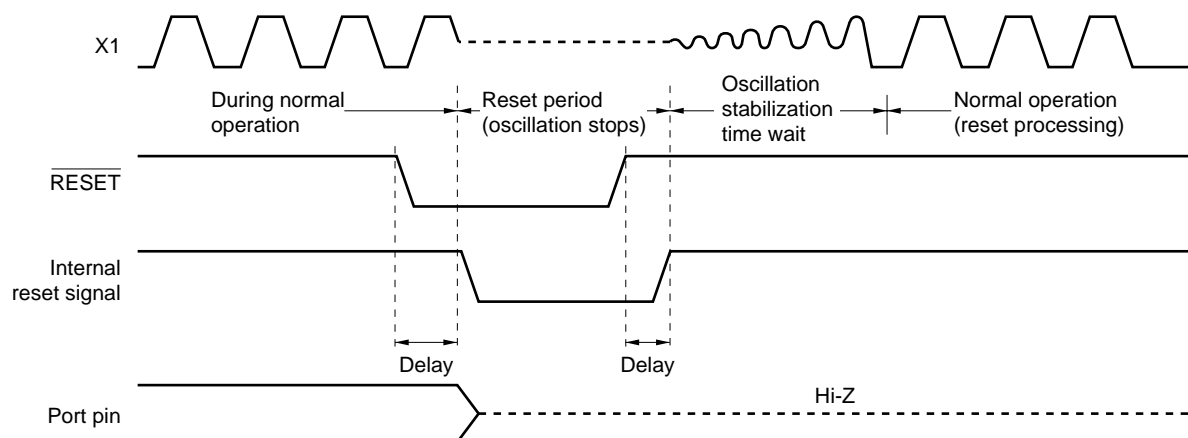 X1
During normal
operation
Reset period
(oscillation stops)
Oscillation
stabilization
time wait
Normal operation
(reset processing)
RESET
Internal
reset signal
Delay
Delay
Port pin
Hi-Z